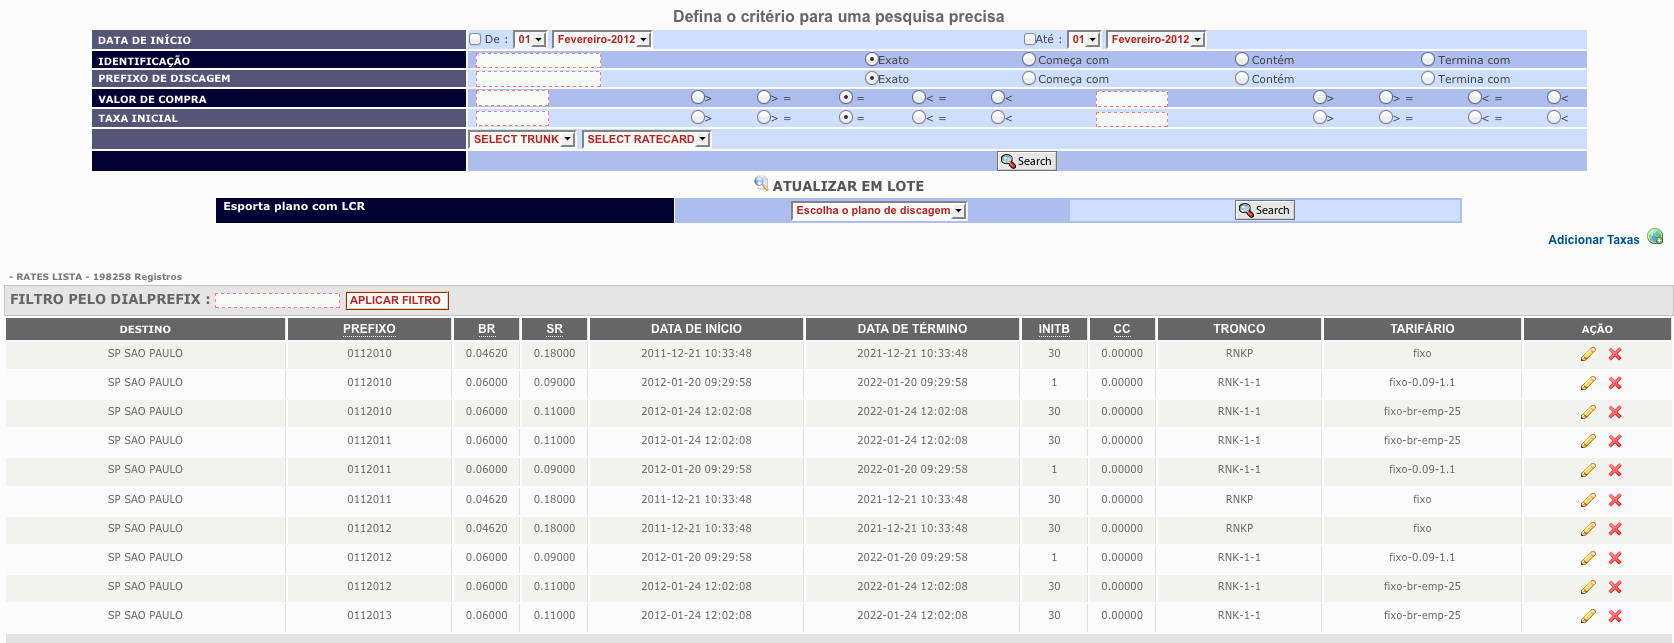 Defina o critério para uma pesquisa precisa
DATA DE INÍCIO De : 01 Fevereiro-2012 Até : 01 Fevereiro-2012
IDENTIFICAÇÃO Exato Começa com Contém Termina com
PREFIXO DE DISCAGEM Exato Começa com Contém Termina com
VALOR DE COMPRA > > = = < = < > > = < = <
TAXA INICIAL > > = = < = < > > = < = <
SELECT TRUNK SELECT RATECARD
Search
ATUALIZAR EM LOTE
Esporta plano com LCR Escolha o plano de discagem Search
Adicionar Taxas
- RATES LISTA - 198258 Registros
FILTRO PELO DIALPREFIX : APLICAR FILTRO
DESTINO PREFIXO BR SR DATA DE INÍCIO DATA DE TÉRMINO INITB CC TRONCO TARIFÁRIO AÇÃO
SP SAO PAULO 0112010 0.04620 0.18000 2011-12-21 10:33:48 2021-12-21 10:33:48 30 0.00000 RNKP fixo
SP SAO PAULO 0112010 0.06000 0.09000 2012-01-20 09:29:58 2022-01-20 09:29:58 1 0.00000 RNK-1-1 fixo-0.09-1.1
SP SAO PAULO 0112010 0.06000 0.11000 2012-01-24 12:02:08 2022-01-24 12:02:08 30 0.00000 RNK-1-1 fixo-br-emp-25
SP SAO PAULO 0112011 0.06000 0.11000 2012-01-24 12:02:08 2022-01-24 12:02:08 30 0.00000 RNK-1-1 fixo-br-emp-25
SP SAO PAULO 0112011 0.06000 0.09000 2012-01-20 09:29:58 2022-01-20 09:29:58 1 0.00000 RNK-1-1 fixo-0.09-1.1
SP SAO PAULO 0112011 0.04620 0.18000 2011-12-21 10:33:48 2021-12-21 10:33:48 30 0.00000 RNKP fixo
SP SAO PAULO 0112012 0.04620 0.18000 2011-12-21 10:33:48 2021-12-21 10:33:48 30 0.00000 RNKP fixo
SP SAO PAULO 0112012 0.06000 0.09000 2012-01-20 09:29:58 2022-01-20 09:29:58 1 0.00000 RNK-1-1 fixo-0.09-1.1
SP SAO PAULO 0112012 0.06000 0.11000 2012-01-24 12:02:08 2022-01-24 12:02:08 30 0.00000 RNK-1-1 fixo-br-emp-25
SP SAO PAULO 0112013 0.06000 0.11000 2012-01-24 12:02:08 2022-01-24 12:02:08 30 0.00000 RNK-1-1 fixo-br-emp-25